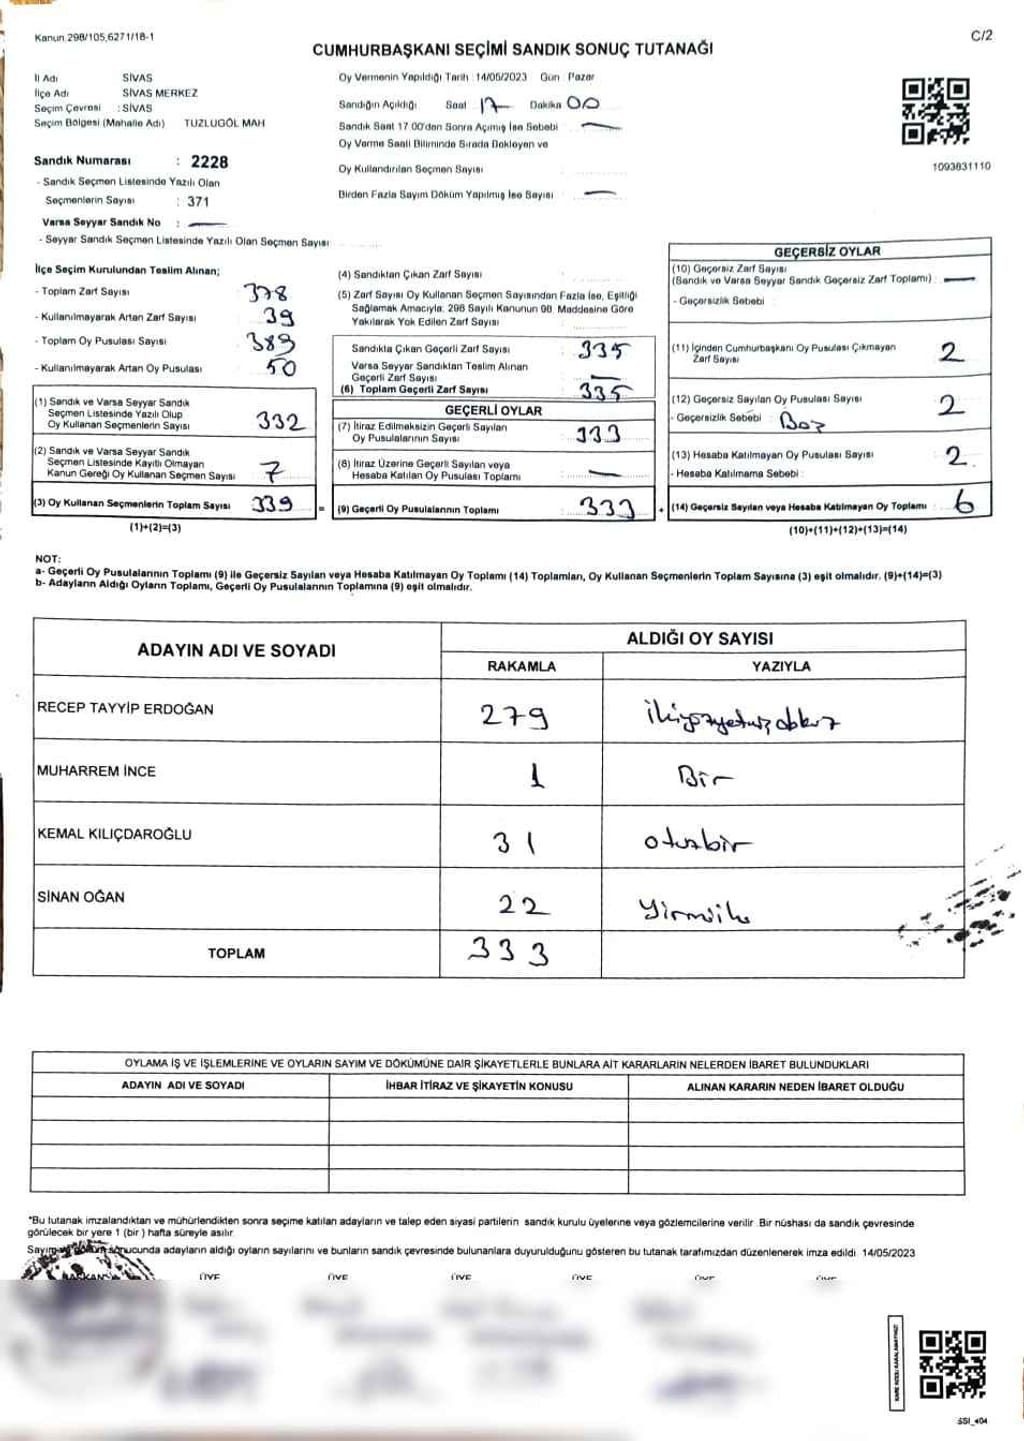 Kanun 298/105,6271/18-1
C/2
CUMHURBAŞKANI SEÇİMİ SANDIK SONUÇ TUTANAĞI
İl Adı SİVAS
İlçe Adı SİVAS MERKEZ
Seçim Çevresi : SİVAS
Seçim Bölgesi (Mahalle Adı) TUZLUGÖL MAH
Sandık Numarası : 2228
- Sandık Seçmen Listesinde Yazılı Olan
Seçmenlerin Sayısı : 371
Varsa Seyyar Sandık No : —
- Seyyar Sandık Seçmen Listesinde Yazılı Olan Seçmen Sayısı
Oy Vermenin Yapıldığı Tarih : 14/05/2023 Gün Pazar
Sandığın Açıldığı Saat 17 Dakika 00
Sandık Saat 17 00'dan Sonra Açılmış İse Sebebi : —
Oy Verme Saati Bitiminde Sırada Bekleyen ve
Oy Kullandırılan Seçmen Sayısı
Birden Fazla Sayım Döküm Yapılmış İse Sayısı : —
1093831110
İlçe Seçim Kurulundan Teslim Alınan;
- Toplam Zarf Sayısı 378
- Kullanılmayarak Artan Zarf Sayısı 39
- Toplam Oy Pusulası Sayısı 389
- Kullanılmayarak Artan Oy Pusulası 50
(1) Sandık ve Varsa Seyyar Sandık
Seçmen Listesinde Yazılı Olup
Oy Kullanan Seçmenlerin Sayısı 332
(2) Sandık ve Varsa Seyyar Sandık
Seçmen Listesinde Kayıtlı Olmayan
Kanun Gereği Oy Kullanan Seçmen Sayısı 7
(3) Oy Kullanan Seçmenlerin Toplam Sayısı 339
(1)+(2)=(3)
(4) Sandıktan Çıkan Zarf Sayısı
(5) Zarf Sayısı Oy Kullanan Seçmen Sayısından Fazla İse, Eşitliği
Sağlamak Amacıyla, 298 Sayılı Kanunun 98. Maddesine Göre
Yakılarak Yok Edilen Zarf Sayısı
Sandıkta Çıkan Geçerli Zarf Sayısı 335
Varsa Seyyar Sandıktan Teslim Alınan
Geçerli Zarf Sayısı —
(6) Toplam Geçerli Zarf Sayısı 335
GEÇERLİ OYLAR
(7) İtiraz Edilmeksizin Geçerli Sayılan
Oy Pusulalarının Sayısı 333
(8) İtiraz Üzerine Geçerli Sayılan veya
Hesaba Katılan Oy Pusulası Toplamı —
= (9) Geçerli Oy Pusulalarının Toplamı 333 +
GEÇERSİZ OYLAR
(10) Geçersiz Zarf Sayısı
(Sandık ve Varsa Seyyar Sandık Geçersiz Zarf Toplamı) : —
- Geçersizlik Sebebi :
(11) İçinden Cumhurbaşkanı Oy Pusulası Çıkmayan
Zarf Sayısı 2
(12) Geçersiz Sayılan Oy Pusulası Sayısı 2
- Geçersizlik Sebebi : Boş
(13) Hesaba Katılmayan Oy Pusulası Sayısı 2
- Hesaba Katılmama Sebebi :
(14) Geçersiz Sayılan veya Hesaba Katılmayan Oy Toplamı 6
(10)+(11)+(12)+(13)=(14)
NOT:
a- Geçerli Oy Pusulalarının Toplamı (9) ile Geçersiz Sayılan veya Hesaba Katılmayan Oy Toplamı (14) Toplamları, Oy Kullanan Seçmenlerin Toplam Sayısına (3) eşit olmalıdır. (9)+(14)=(3)
b- Adayların Aldığı Oyların Toplamı, Geçerli Oy Pusulalarının Toplamına (9) eşit olmalıdır.
ADAYIN ADI VE SOYADI
ALDIĞI OY SAYISI
RAKAMLA YAZIYLA
RECEP TAYYİP ERDOĞAN 279 ikiyüzyetmişdokuz
MUHARREM İNCE 1 Bir
KEMAL KILIÇDAROĞLU 31 otuzbir
SİNAN OĞAN 22 Yirmiiki
TOPLAM 333
OYLAMA İŞ VE İŞLEMLERİNE VE OYLARIN SAYIM VE DÖKÜMÜNE DAİR ŞİKAYETLERLE BUNLARA AİT KARARLARIN NELERDEN İBARET BULUNDUKLARI
ADAYIN ADI VE SOYADI İHBAR İTİRAZ VE ŞİKAYETİN KONUSU ALINAN KARARIN NEDEN İBARET OLDUĞU
*Bu tutanak imzalandıktan ve mühürlendikten sonra seçime katılan adayların ve talep eden siyasi partilerin sandık kurulu üyelerine veya gözlemcilerine verilir. Bir nüshası da sandık çevresinde
görülecek bir yere 1 (bir) hafta süreyle asılır.
Sayım sonucunda adayların aldığı oyların sayılarını ve bunların sandık çevresinde bulunanlara duyurulduğunu gösteren bu tutanak tarafımızdan düzenlenerek imza edildi. 14/05/2023
BAŞKAN ÜYE ÜYE ÜYE ÜYE ÜYE ÜYE
KARE KODU KARALAMAYINIZ!
SSI_404